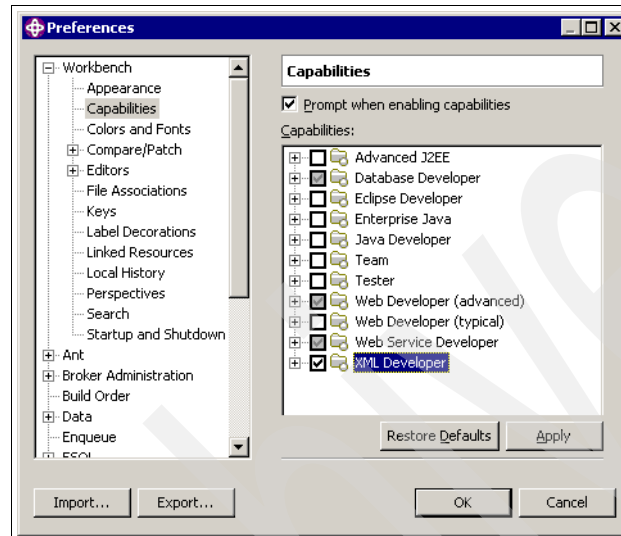 Preferences
Workbench
Appearance
Capabilities
Colors and Fonts
Compare/Patch
Editors
File Associations
Keys
Label Decorations
Linked Resources
Local History
Perspectives
Search
Startup and Shutdown
Ant
Broker Administration
Build Order
Data
Enqueue
ESQL
Capabilities
Prompt when enabling capabilities
Capabilities:
Advanced J2EE
Database Developer
Eclipse Developer
Enterprise Java
Java Developer
Team
Tester
Web Developer (advanced)
Web Developer (typical)
Web Service Developer
XML Developer
Restore Defaults
Apply
Import...
Export...
OK
Cancel